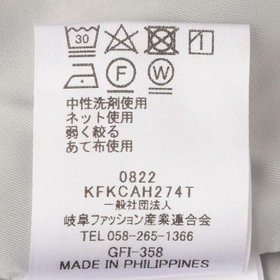 30
F W
中性洗剤使用
ネット使用
弱く絞る
あて布使用
0822
KFKCAH274T
一般社団法人
岐阜ファッション産業連合会
TEL 058-265-1366
GFI-358
MADE IN PHILIPPINES